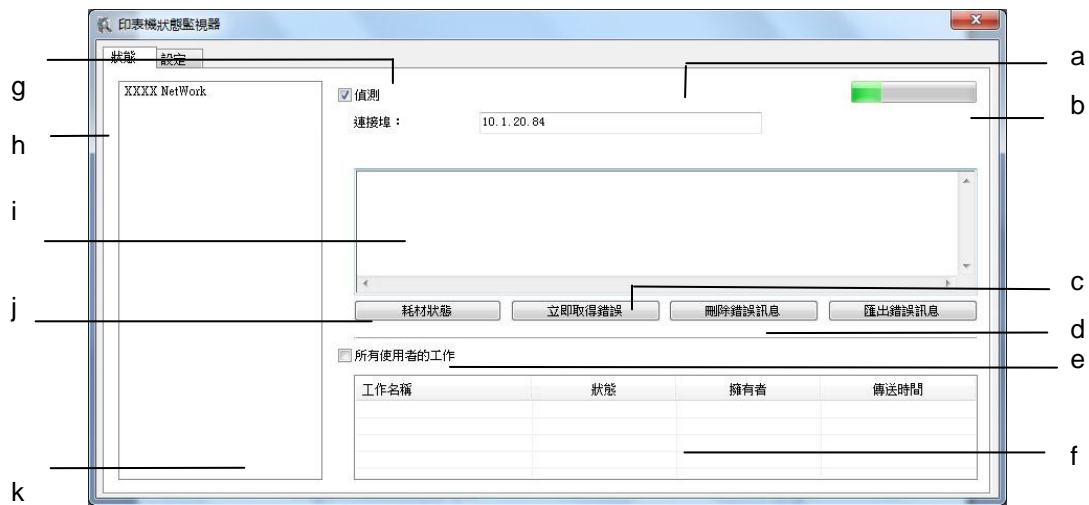 印表機狀態監視器
狀態 設定
XXXX NetWork
偵測
連接埠： 10.1.20.84
耗材狀態 立即取得錯誤 刪除錯誤訊息 匯出錯誤訊息
所有使用者的工作
工作名稱 狀態 擁有者 傳送時間
g
h
i
j
k
a
b
c
d
e
f